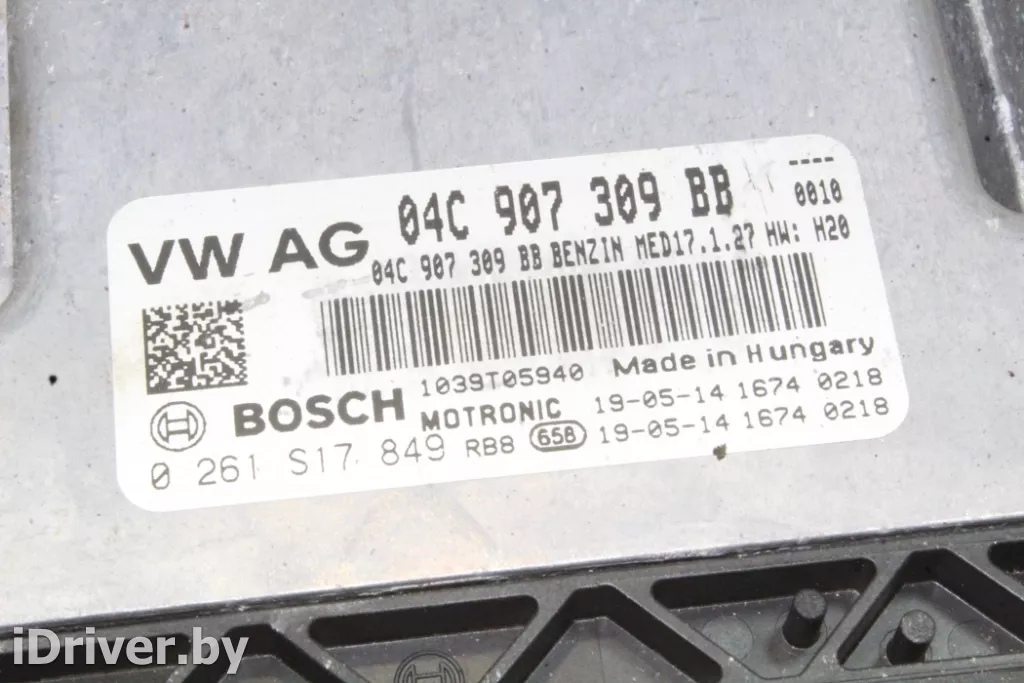 VW AG 04C 907 309 BB ----
0010
04C 907 309 BB BENZIN MED17.1.27 HW: H20
1039T05940 Made in Hungary
BOSCH MOTRONIC 19-05-14 1674 0218
0 261 S17 849 RB8 658 19-05-14 1674 0218
iDriver.by